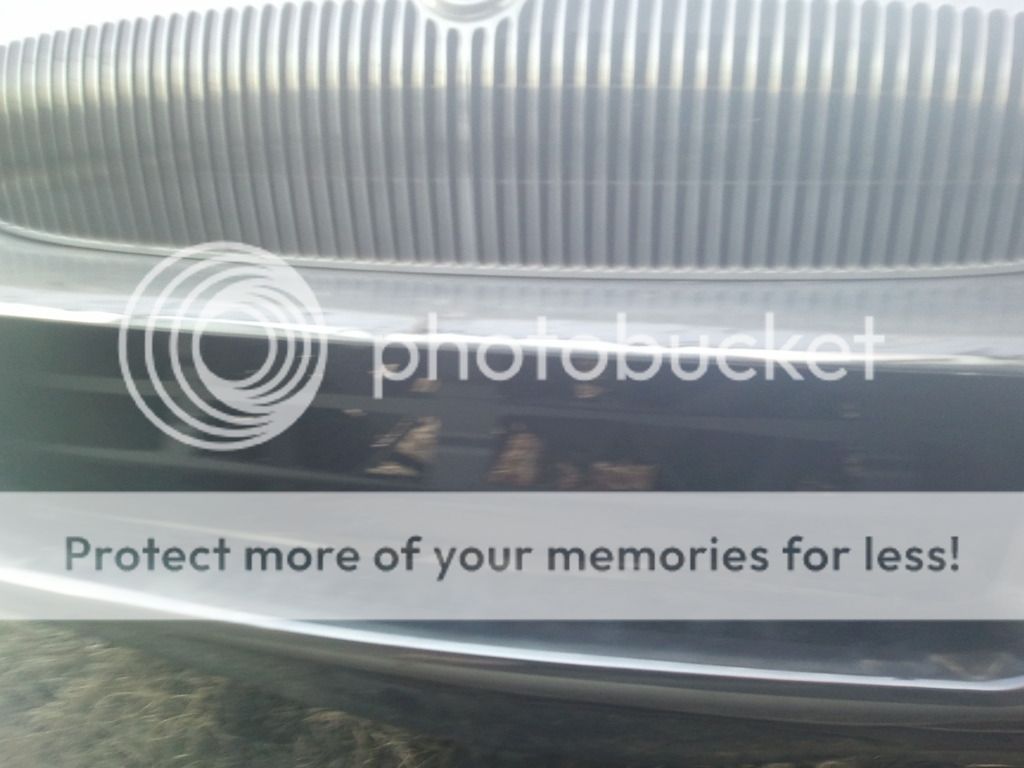 photobucket
Protect more of your memories for less!